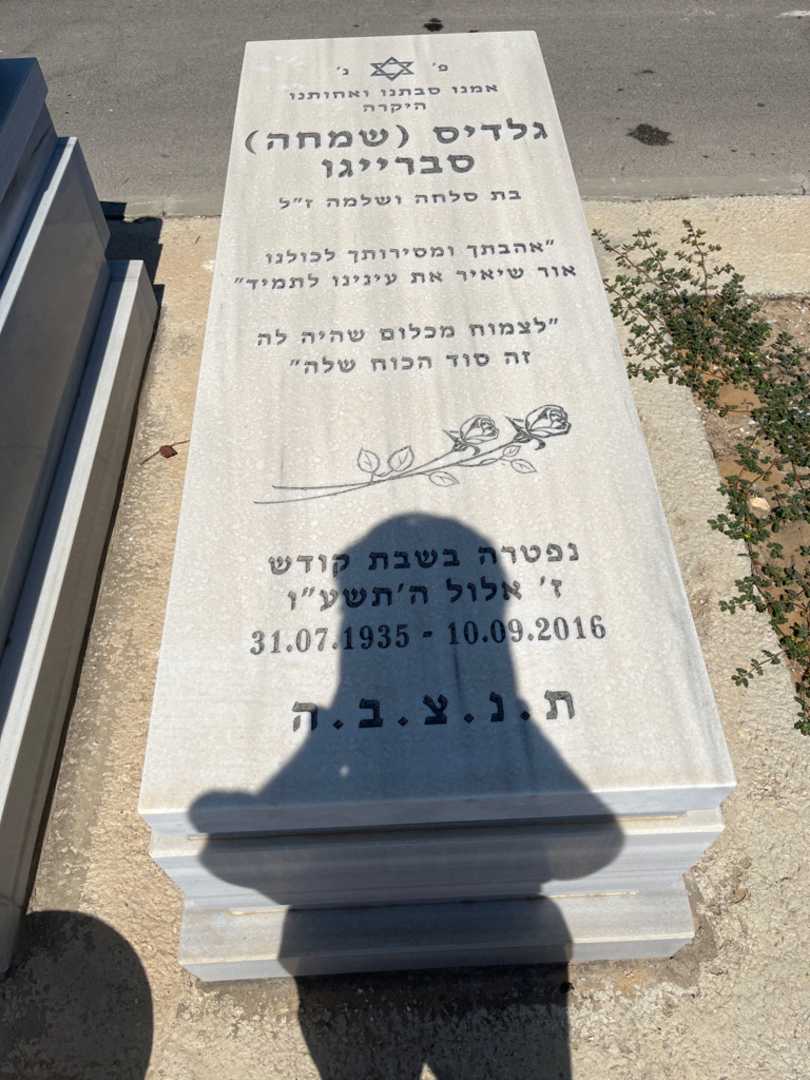 פ' נ'
אמנו סבתנו ואחותנו
היקרה
גלדיס (שמחה)
סברייגו
בת סלחה ושלמה ז"ל
"אהבתך ומסירותך לכולנו
אור שיאיר את עינינו לתמיד"
"לצמוח מכלום שהיה לה
זה סוד הכוח שלה"
נפטרה בשבת קודש
ז' אלול ה'תשע"ו
31.07.1935 - 10.09.2016
ת.נ.צ.ב.ה